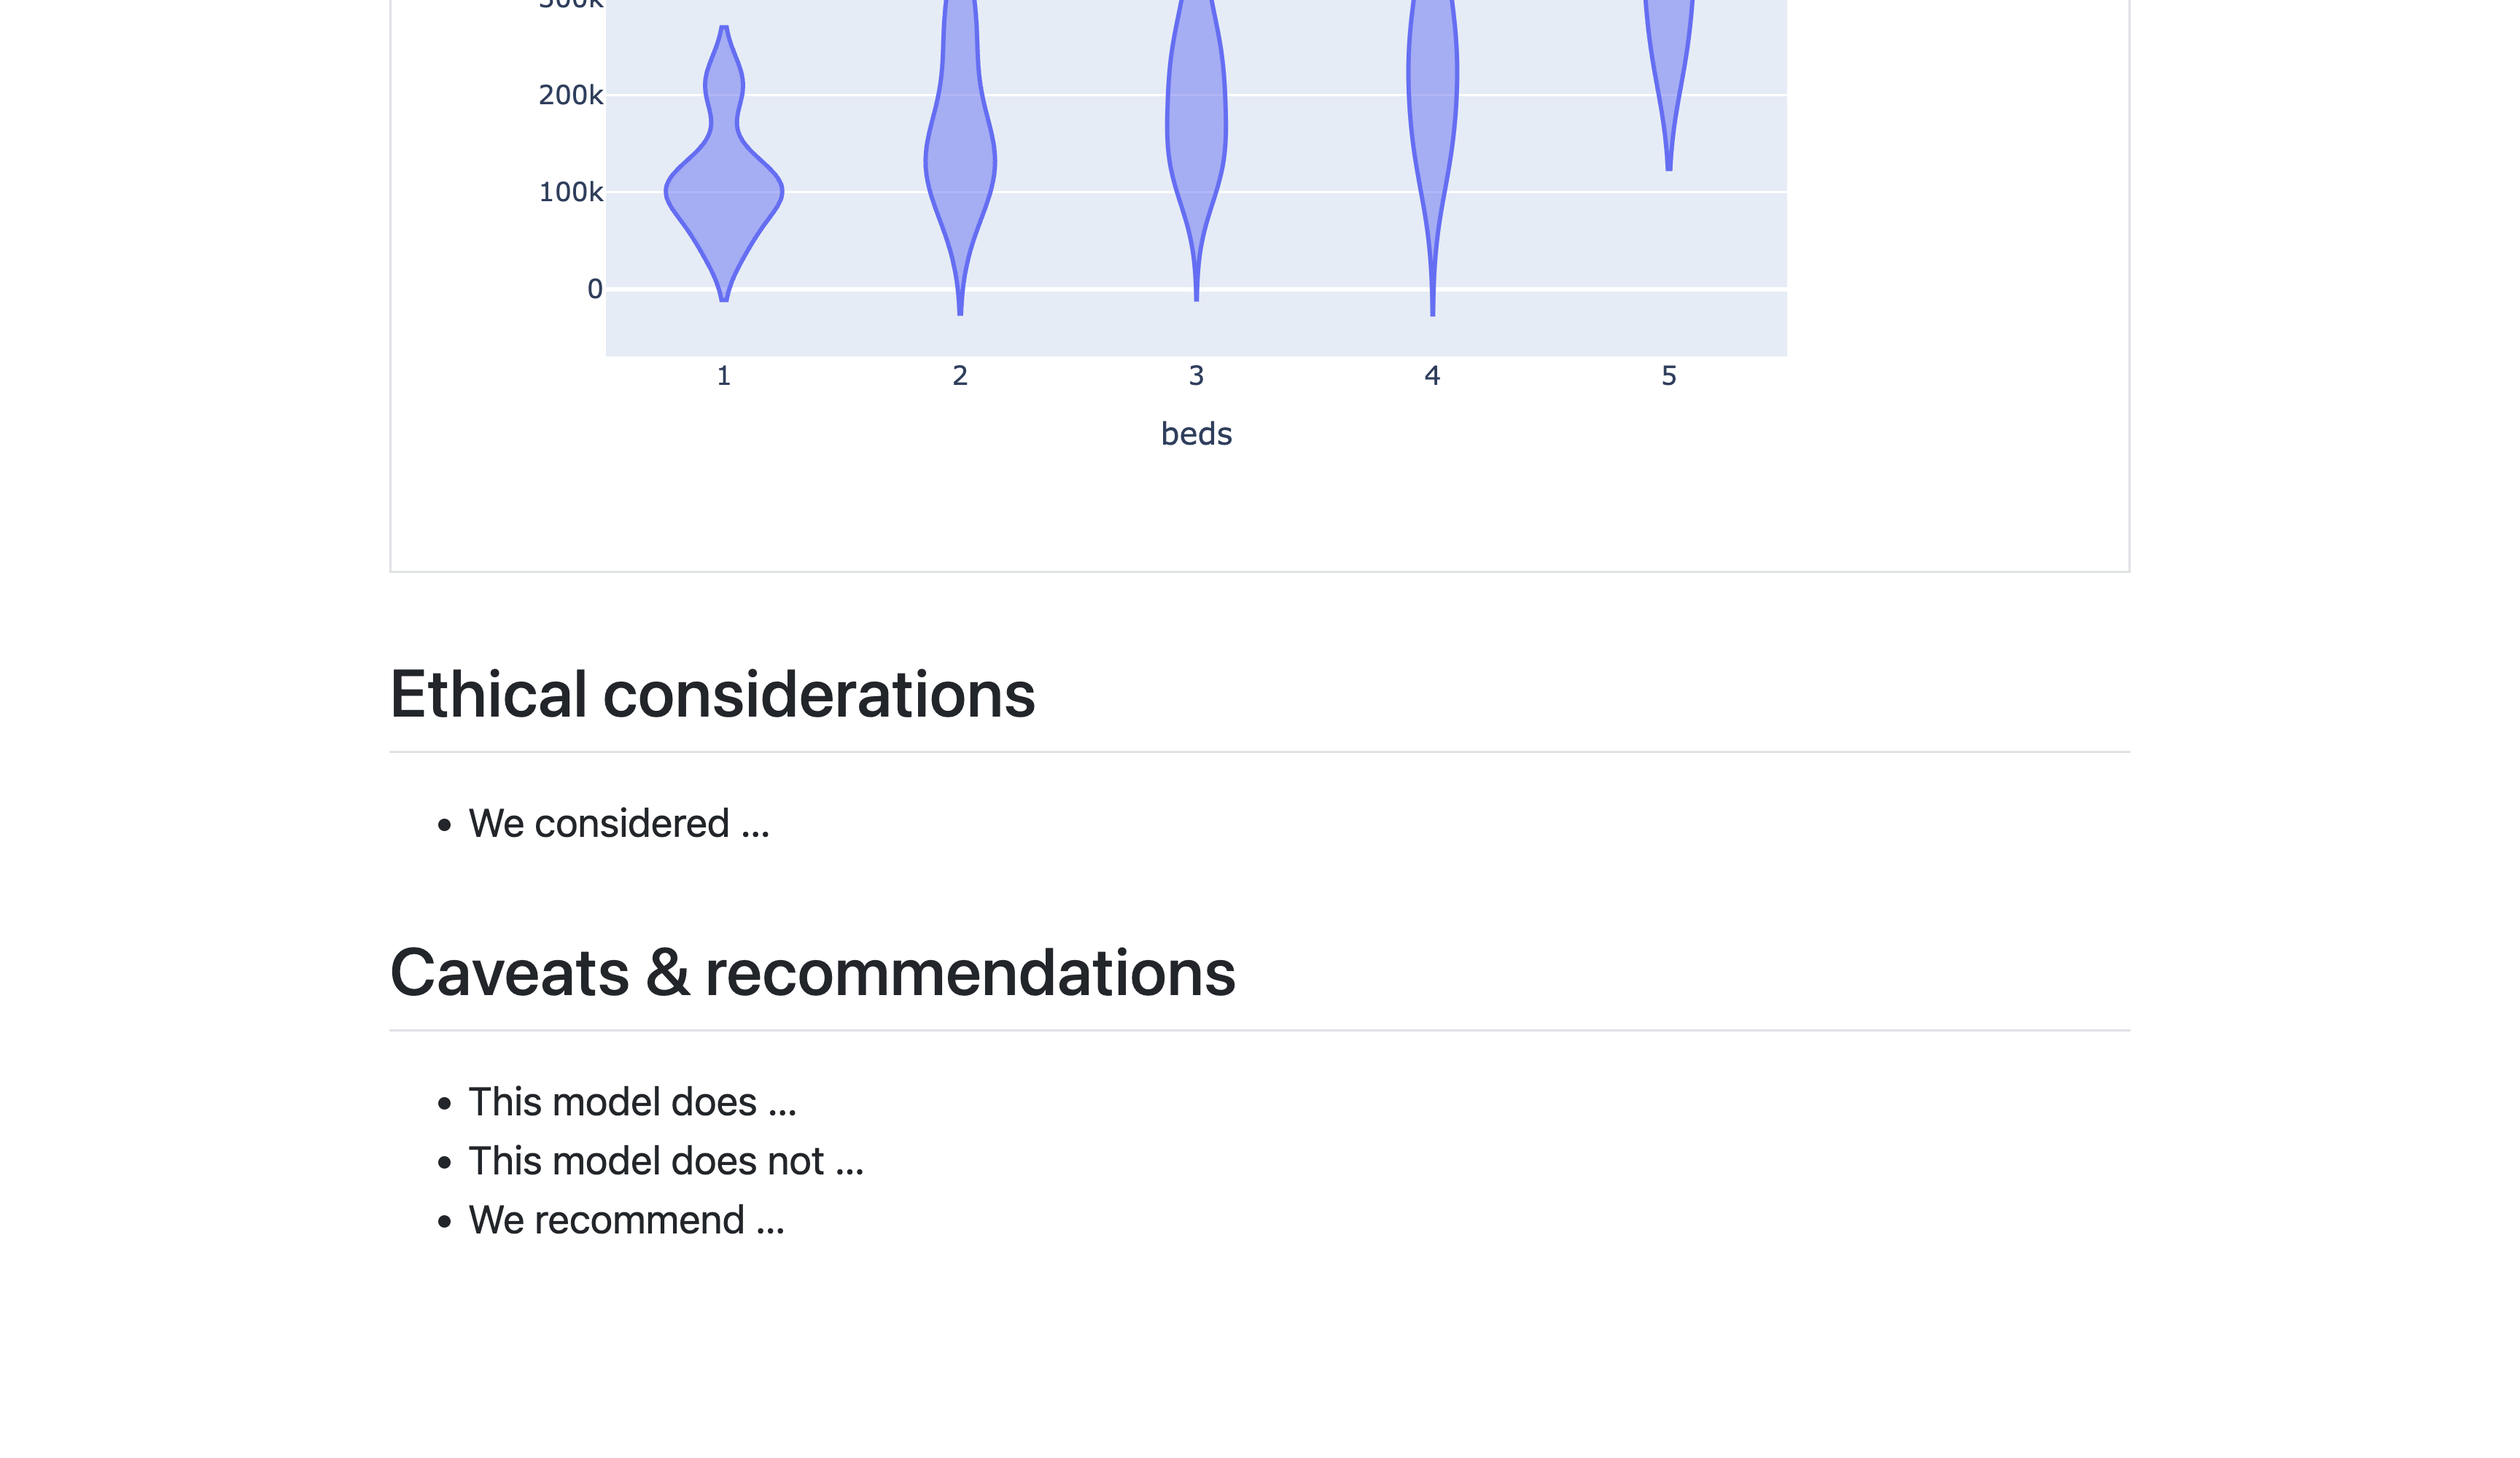 300k
200k
100k
0
1 2 3 4 5
beds
Ethical considerations
• We considered ...
Caveats & recommendations
• This model does ...
• This model does not ...
• We recommend ...